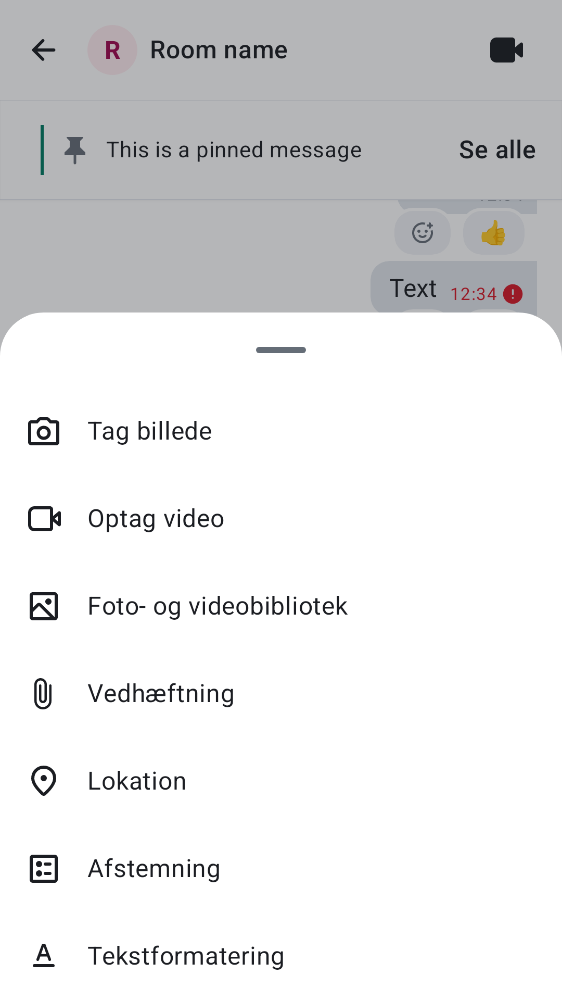 R Room name
This is a pinned message Se alle
Text 12:34
Tag billede
Optag video
Foto- og videobibliotek
Vedhæftning
Lokation
Afstemning
Tekstformatering